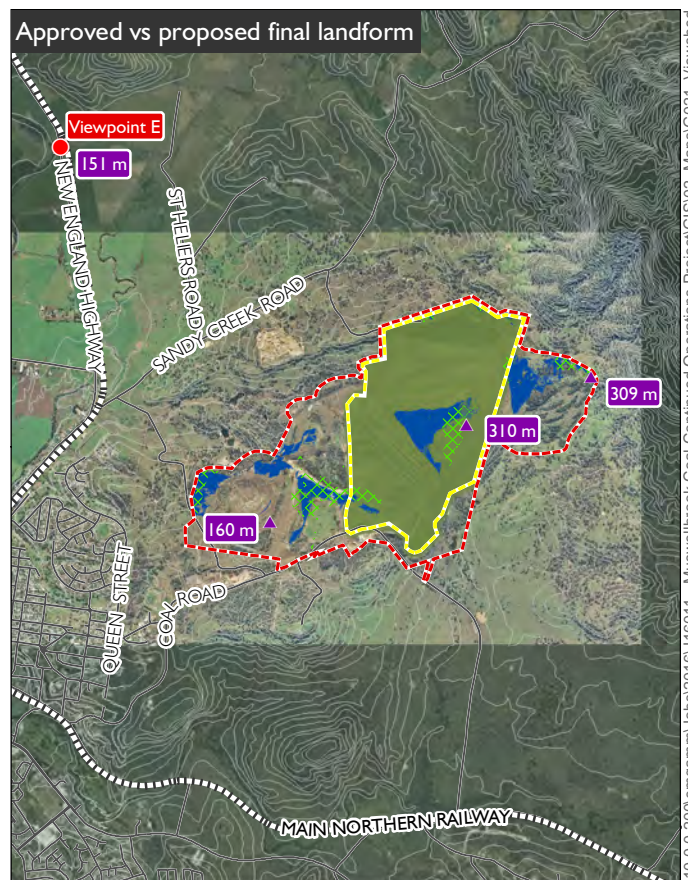 Approved vs proposed final landform
Viewpoint E
151 m
NEW ENGLAND HIGHWAY
ST HELIERS ROAD
SANDY CREEK ROAD
309 m
310 m
160 m
QUEEN STREET
COAL ROAD
MAIN NORTHERN RAILWAY